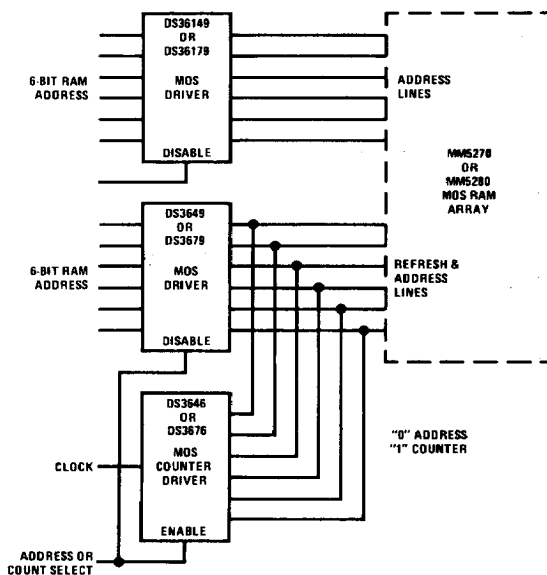 DS36149
OR
DS36179
MOS
DRIVER
DISABLE
6-BIT RAM
ADDRESS
ADDRESS
LINES
MM5270
OR
MM5280
MOS RAM
ARRAY
DS3649
OR
DS3679
MOS
DRIVER
DISABLE
6-BIT RAM
ADDRESS
REFRESH &
ADDRESS
LINES
DS3646
OR
DS3676
MOS
COUNTER
DRIVER
ENABLE
CLOCK
"0" ADDRESS
"1" COUNTER
ADDRESS OR
COUNT SELECT